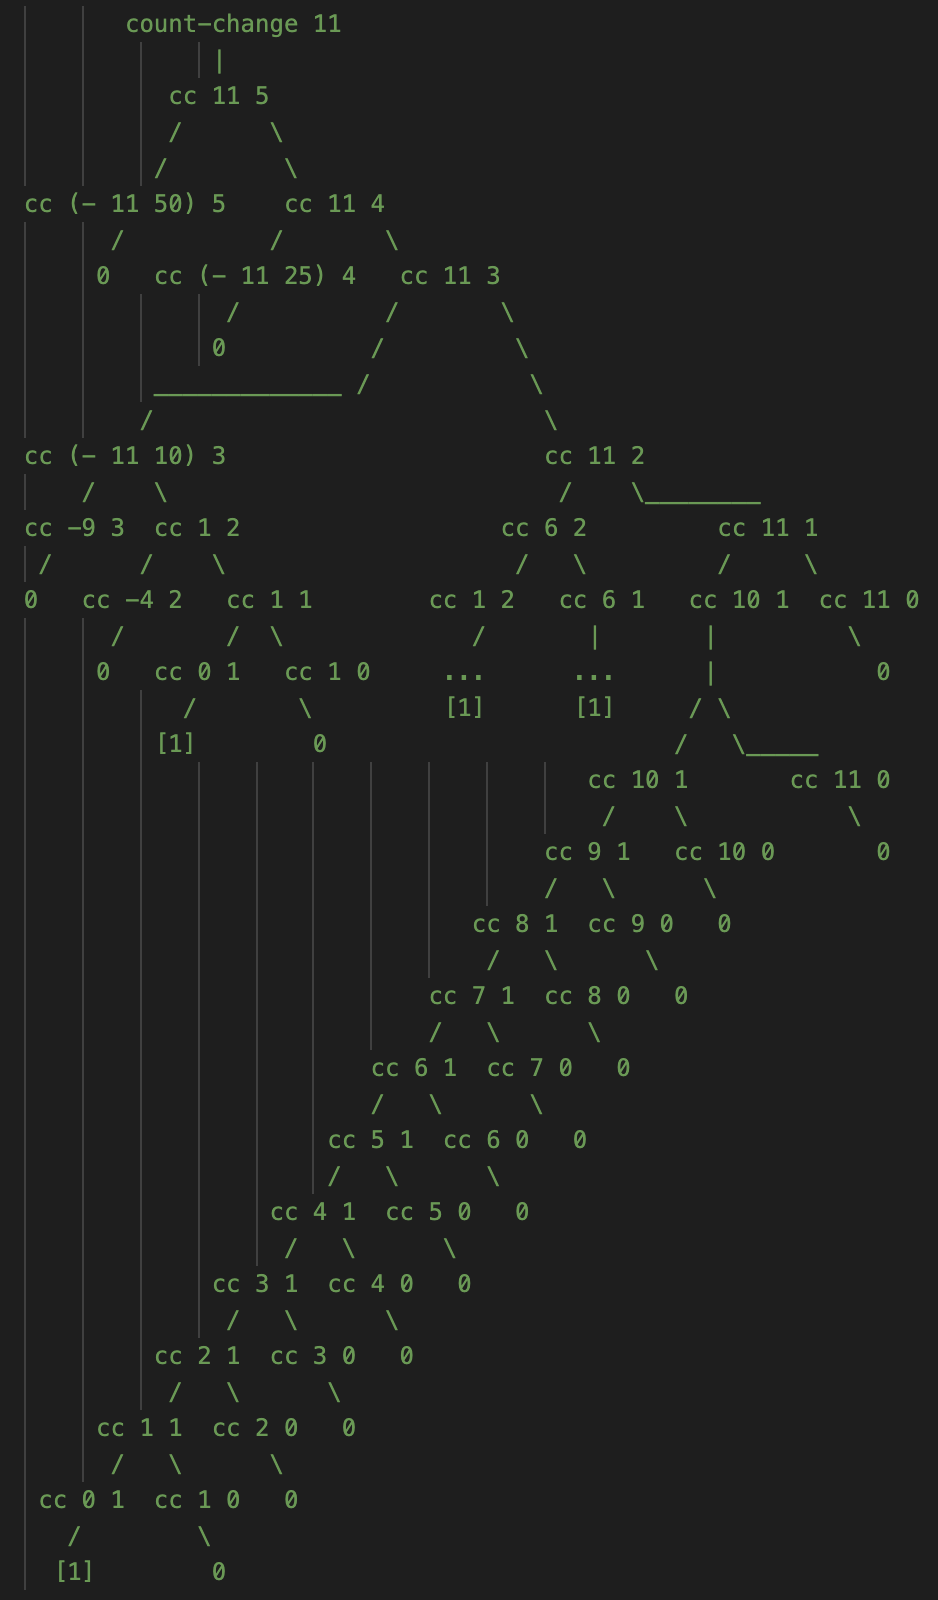 count-change 11
|
cc 11 5
/ \
/ \
cc (- 11 50) 5 cc 11 4
/ / \
0 cc (- 11 25) 4 cc 11 3
/ / \
0 / \
_____________ / \
/ \
cc (- 11 10) 3 cc 11 2
/ \ / \________
cc -9 3 cc 1 2 cc 6 2 cc 11 1
/ / \ / \ / \
0 cc -4 2 cc 1 1 cc 1 2 cc 6 1 cc 10 1 cc 11 0
/ / \ / | | \
0 cc 0 1 cc 1 0 ... ... | 0
/ \ [1] [1] / \
[1] 0 / \_____
cc 10 1 cc 11 0
/ \ \
cc 9 1 cc 10 0 0
/ \ \
cc 8 1 cc 9 0 0
/ \ \
cc 7 1 cc 8 0 0
/ \ \
cc 6 1 cc 7 0 0
/ \ \
cc 5 1 cc 6 0 0
/ \ \
cc 4 1 cc 5 0 0
/ \ \
cc 3 1 cc 4 0 0
/ \ \
cc 2 1 cc 3 0 0
/ \ \
cc 1 1 cc 2 0 0
/ \ \
cc 0 1 cc 1 0 0
/ \
[1] 0